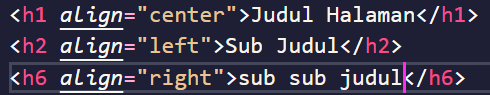 <h1 align="center">Judul Halaman</h1>
<h2 align="left">Sub Judul</h2>
<h6 align="right">sub sub judul</h6>